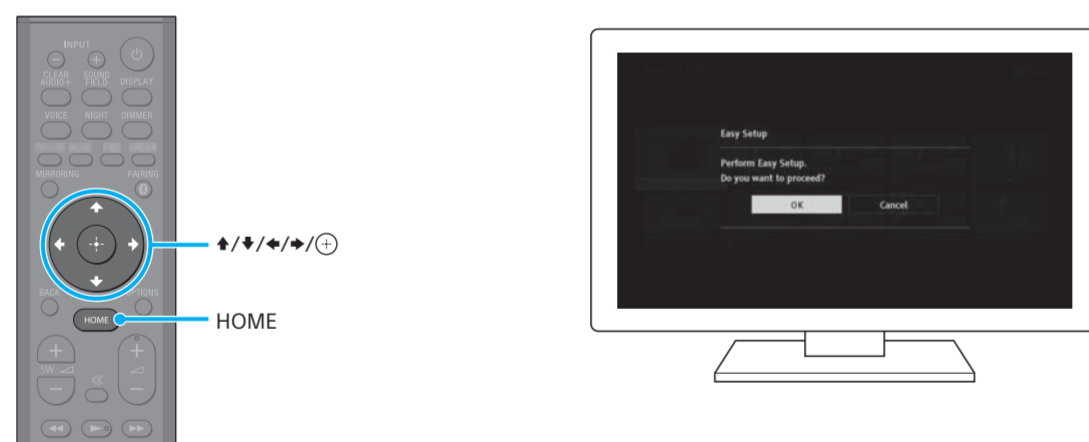 INPUT
CLEAR AUDIO+
SOUND FIELD
DISPLAY
VOICE
NIGHT
DIMMER
MIRRORING
PAIRING
BACK
OPTIONS
HOME
SW
/ / / /
HOME
Easy Setup
Perform Easy Setup.
Do you want to proceed?
OK
Cancel